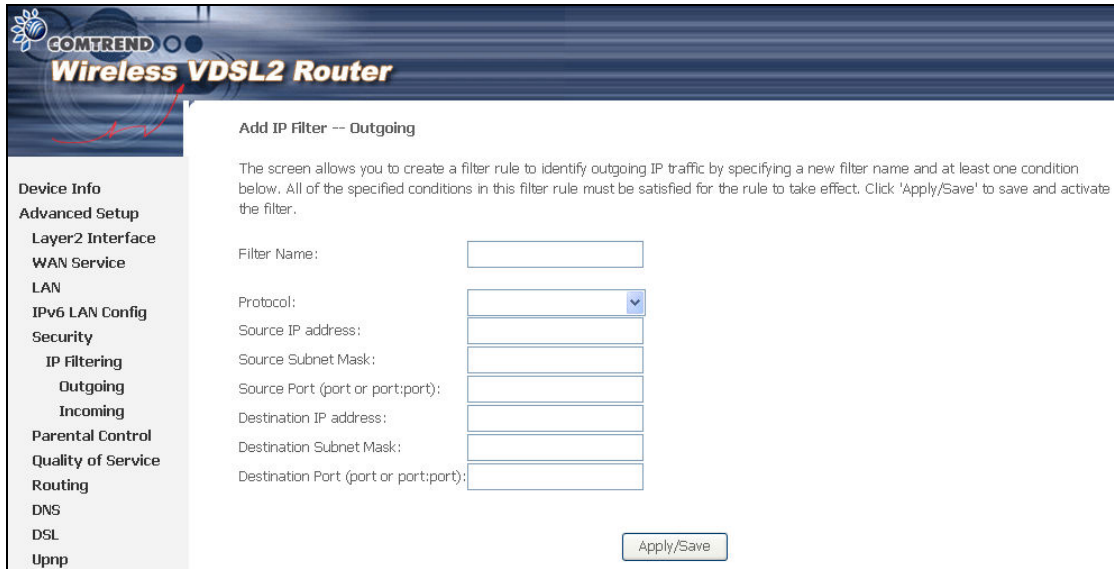 COMTREND
Wireless VDSL2 Router
Device Info
Advanced Setup
Layer2 Interface
WAN Service
LAN
IPv6 LAN Config
Security
IP Filtering
Outgoing
Incoming
Parental Control
Quality of Service
Routing
DNS
DSL
Upnp
Add IP Filter -- Outgoing
The screen allows you to create a filter rule to identify outgoing IP traffic by specifying a new filter name and at least one condition
below. All of the specified conditions in this filter rule must be satisfied for the rule to take effect. Click 'Apply/Save' to save and activate
the filter.
Filter Name:
Protocol:
Source IP address:
Source Subnet Mask:
Source Port (port or port:port):
Destination IP address:
Destination Subnet Mask:
Destination Port (port or port:port):
Apply/Save